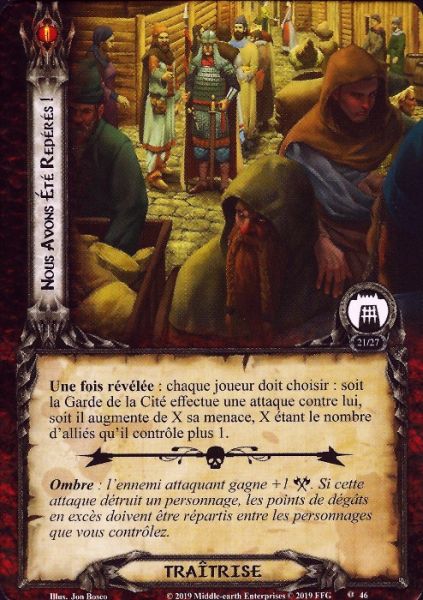 Nous Avons Été Repérés !
21/27
Une fois révélée : chaque joueur doit choisir : soit
la Garde de la Cité effectue une attaque contre lui,
soit il augmente de X sa menace, X étant le nombre
d'alliés qu'il contrôle plus 1.
Ombre : l'ennemi attaquant gagne +1 . Si cette
attaque détruit un personnage, les points de dégâts
en excès doivent être répartis entre les personnages
que vous contrôlez.
TRAÎTRISE
Illus. Jon Bosco © 2019 Middle-earth Enterprises © 2019 FFG 46